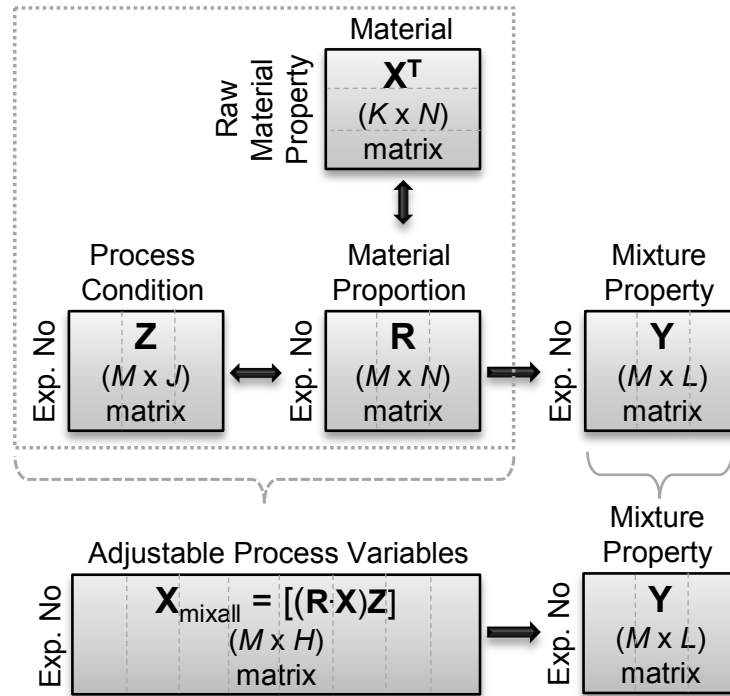 Material
Raw
Material
Property
X^T
(K x N)
matrix
Process
Condition
Exp. No
Z
(M x J)
matrix
Material
Proportion
Exp. No
R
(M x N)
matrix
Mixture
Property
Exp. No
Y
(M x L)
matrix
Adjustable Process Variables
Exp. No
X_mixall = [(R·X)Z]
(M x H)
matrix
Mixture
Property
Exp. No
Y
(M x L)
matrix